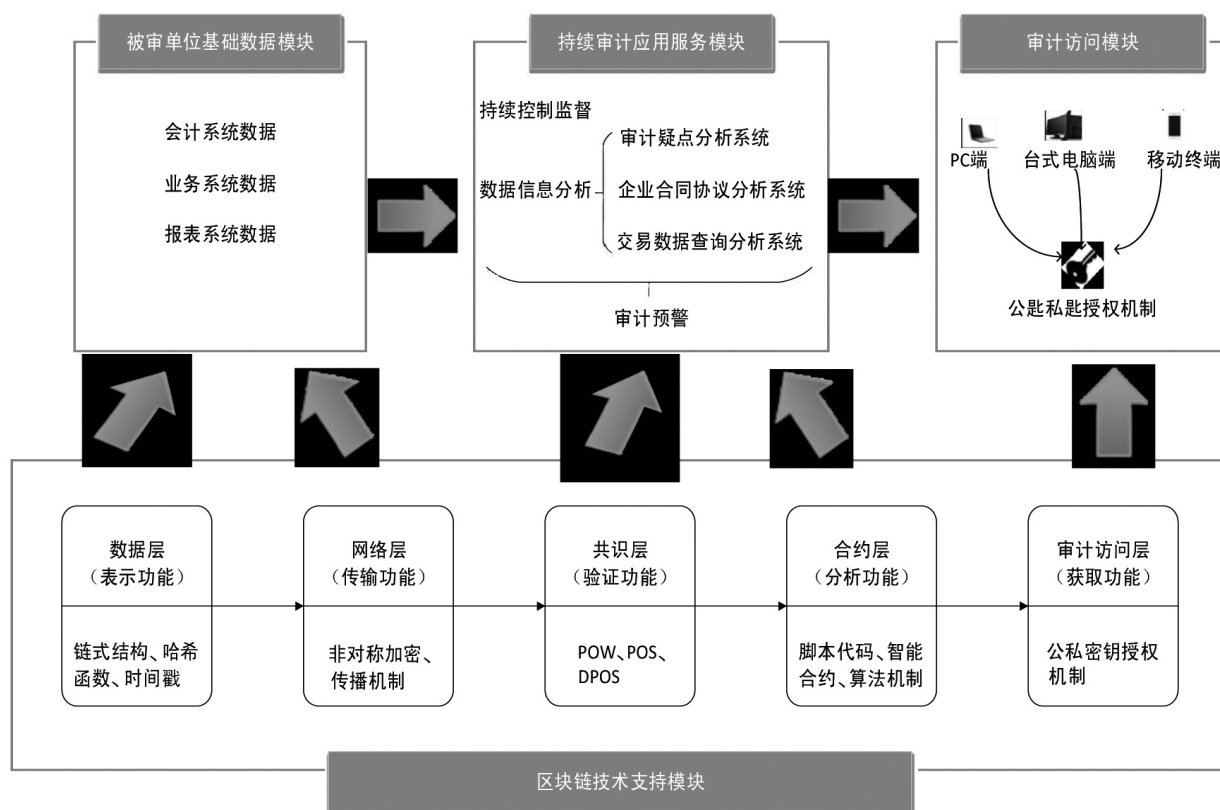 被审单位基础数据模块
会计系统数据
业务系统数据
报表系统数据
持续审计应用服务模块
持续控制监督
数据信息分析
审计疑点分析系统
企业合同协议分析系统
交易数据查询分析系统
审计预警
审计访问模块
PC端
台式电脑端
移动终端
公匙私匙授权机制
数据层
（表示功能）
链式结构、哈希
函数、时间戳
网络层
（传输功能）
非对称加密、
传播机制
共识层
（验证功能）
POW、POS、
DPOS
合约层
（分析功能）
脚本代码、智能
合约、算法机制
审计访问层
（获取功能）
公私密钥授权
机制
区块链技术支持模块